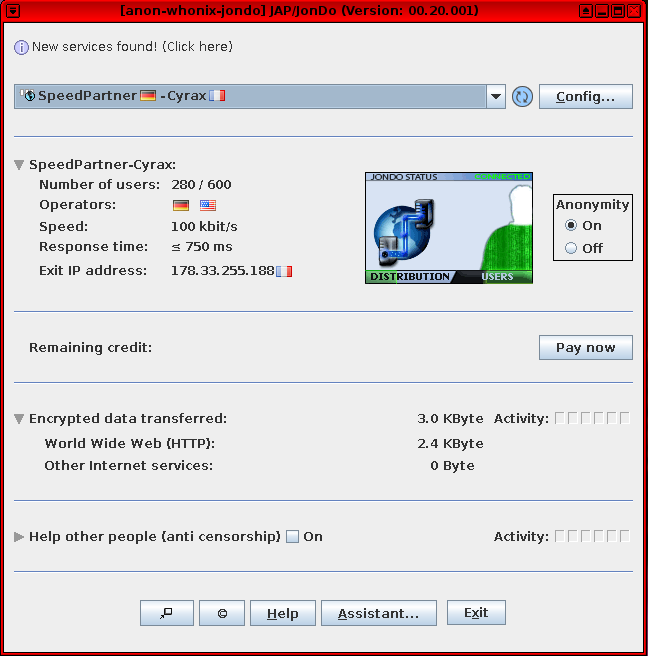 [anon-whonix-jondo] JAP/JonDo (Version: 00.20.001)
New services found! (Click here)
SpeedPartner - Cyrax
Config...
SpeedPartner-Cyrax:
Number of users: 280 / 600
Operators:
Speed: 100 kbit/s
Response time: ≤ 750 ms
Exit IP address: 178.33.255.188
JONDO STATUS CONNECTED
DISTRIBUTION USERS
Anonymity
On
Off
Remaining credit:
Pay now
Encrypted data transferred: 3.0 KByte Activity:
World Wide Web (HTTP): 2.4 KByte
Other Internet services: 0 Byte
Help other people (anti censorship) On Activity:
© Help Assistant... Exit